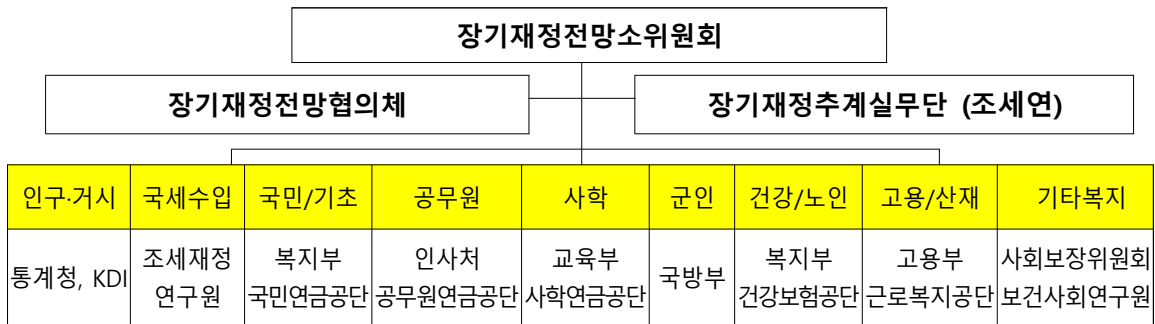 장기재정전망소위원회
장기재정전망협의체
장기재정추계실무단 (조세연)
인구·거시 국세수입 국민/기초 공무원 사학 군인 건강/노인 고용/산재 기타복지
통계청, KDI
조세재정
연구원
복지부
국민연금공단
인사처
공무원연금공단
교육부
사학연금공단
국방부
복지부
건강보험공단
고용부
근로복지공단
사회보장위원회
보건사회연구원